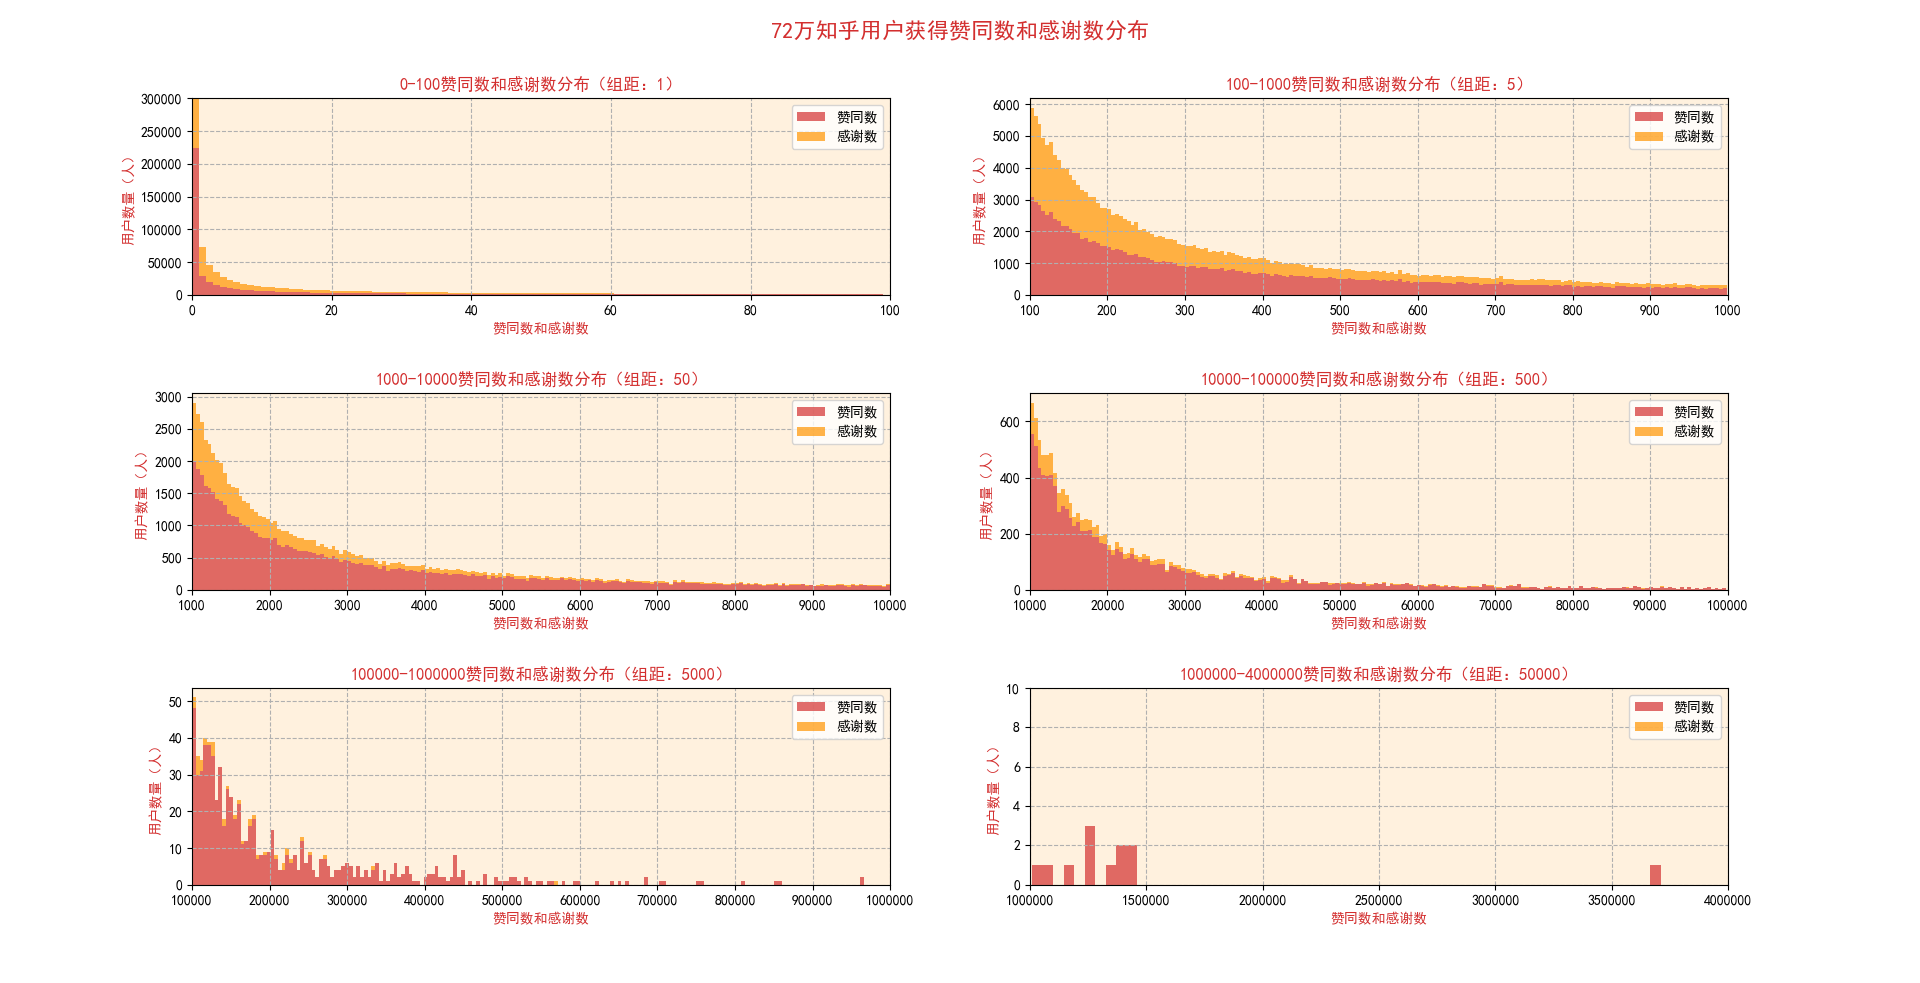 72万知乎用户获得赞同数和感谢数分布
0-100赞同数和感谢数分布（组距：1）
300000
250000
200000
150000
100000
50000
0
用户数量（人）
赞同数
感谢数
0 20 40 60 80 100
赞同数和感谢数
100-1000赞同数和感谢数分布（组距：5）
6000
5000
4000
3000
2000
1000
0
用户数量（人）
赞同数
感谢数
100 200 300 400 500 600 700 800 900 1000
赞同数和感谢数
1000-10000赞同数和感谢数分布（组距：50）
3000
2500
2000
1500
1000
500
0
用户数量（人）
赞同数
感谢数
1000 2000 3000 4000 5000 6000 7000 8000 9000 10000
赞同数和感谢数
10000-100000赞同数和感谢数分布（组距：500）
600
400
200
0
用户数量（人）
赞同数
感谢数
10000 20000 30000 40000 50000 60000 70000 80000 90000 100000
赞同数和感谢数
100000-1000000赞同数和感谢数分布（组距：5000）
50
40
30
20
10
0
用户数量（人）
赞同数
感谢数
100000 200000 300000 400000 500000 600000 700000 800000 900000 1000000
赞同数和感谢数
1000000-4000000赞同数和感谢数分布（组距：50000）
10
8
6
4
2
0
用户数量（人）
赞同数
感谢数
1000000 1500000 2000000 2500000 3000000 3500000 4000000
赞同数和感谢数